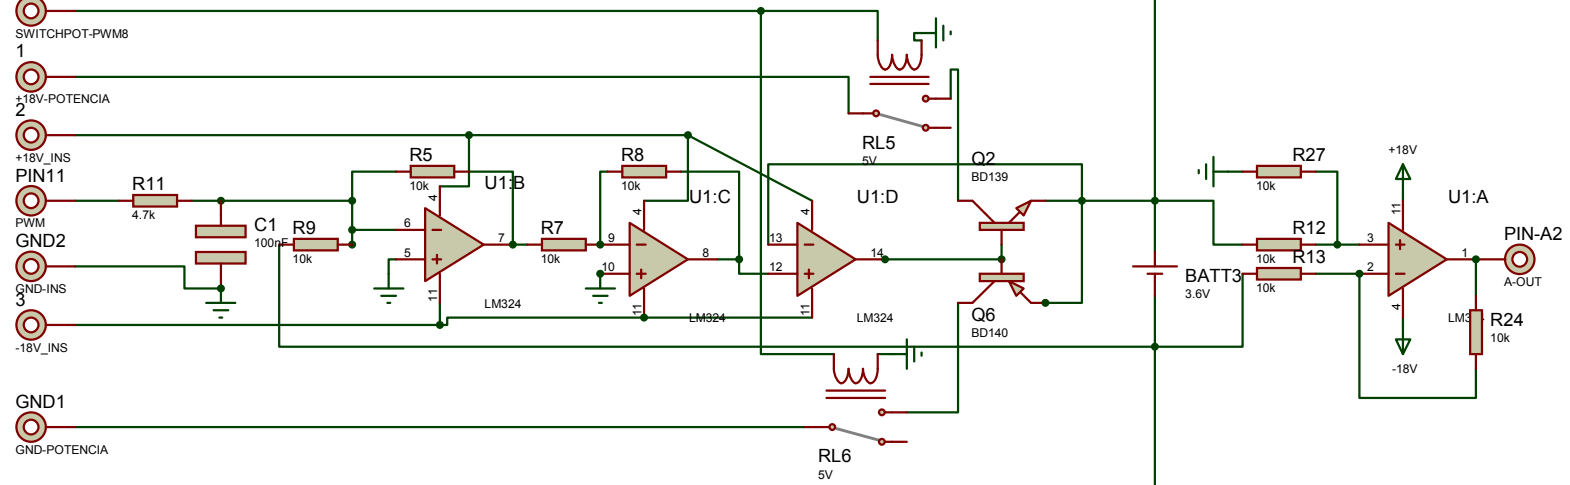 SWITCHPOT-PWM8
1
+18V-POTENCIA
2
+18V_INS
PIN11
PWM
GND2
GND-INS
3
-18V_INS
GND1
GND-POTENCIA
R11
4.7k
C1
100nF
R9
10k
R5
10k
U1:B
4
6
5
7
11
LM324
R7
10k
R8
10k
U1:C
4
9
10
8
11
LM324
U1:D
4
13
12
14
11
LM324
RL5
5V
Q2
BD139
Q6
BD140
RL6
5V
BATT3
3.6V
R27
10k
R12
10k
R13
10k
+18V
U1:A
11
3
2
1
4
-18V
R24
10k
PIN-A2
A-OUT